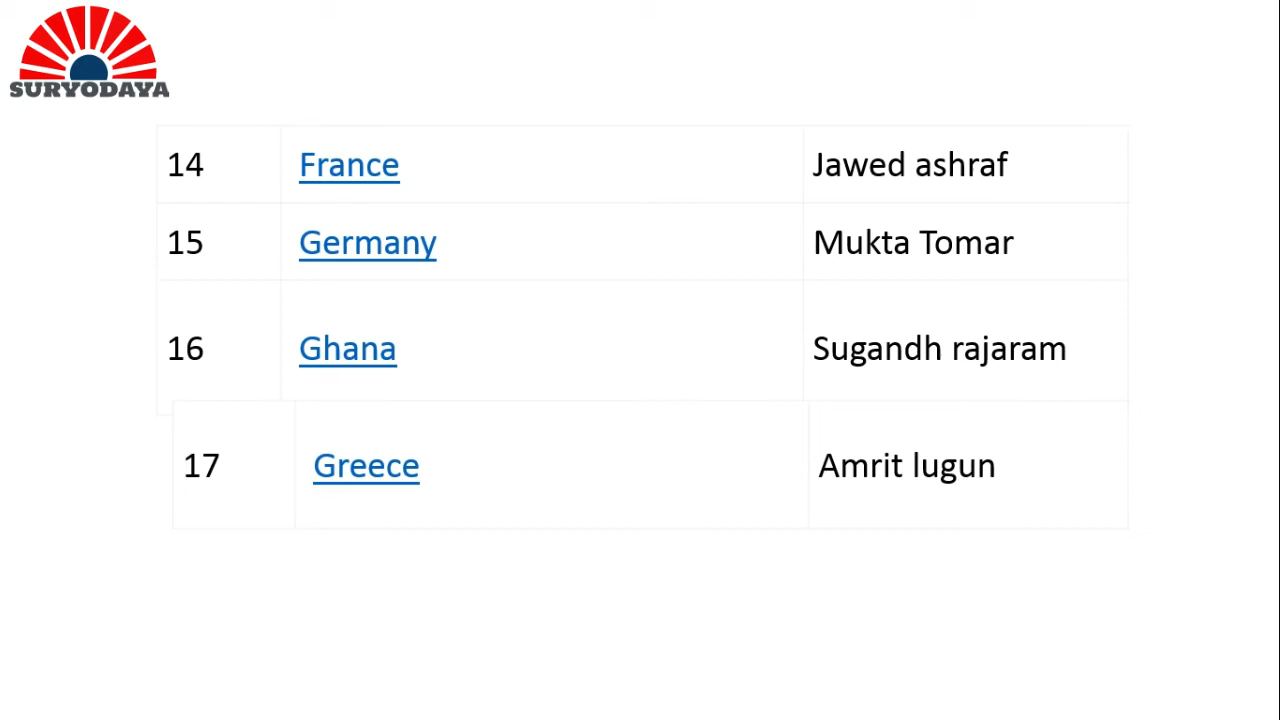 SURYODAYA
14 France Jawed ashraf
15 Germany Mukta Tomar
16 Ghana Sugandh rajaram
17 Greece Amrit lugun